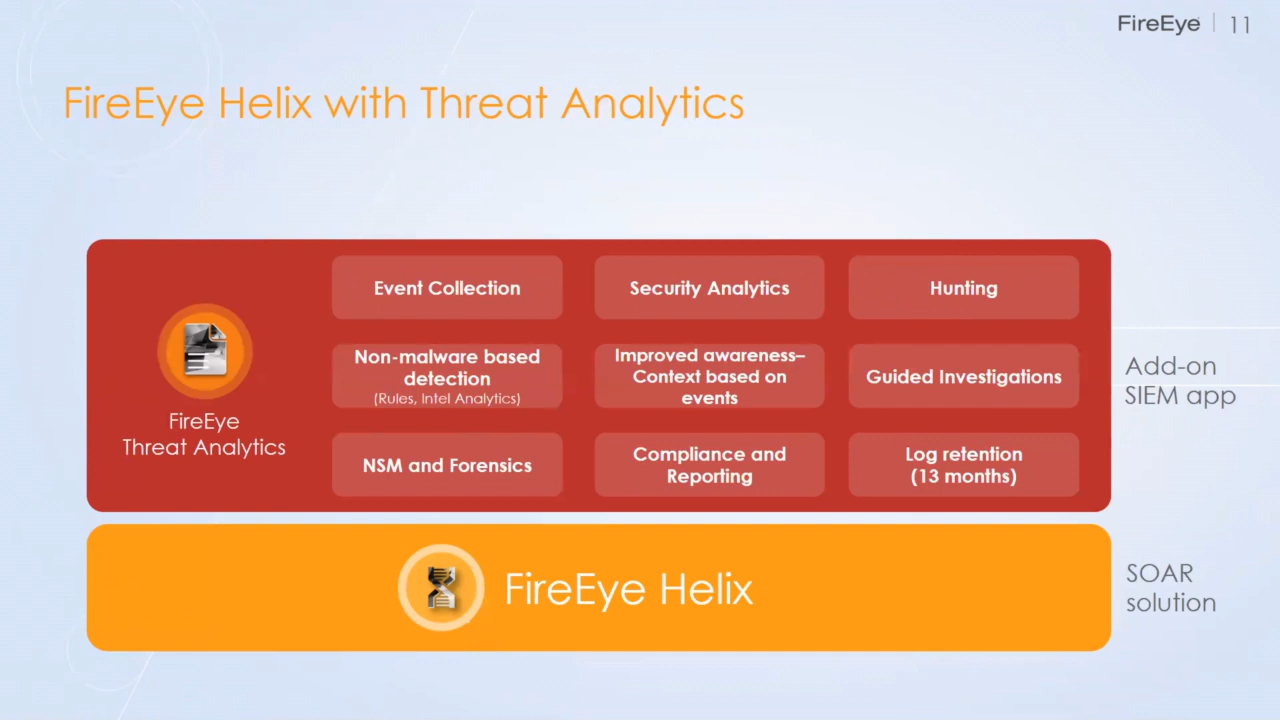 FireEye | 11
FireEye Helix with Threat Analytics
Event Collection
Security Analytics
Hunting
Non-malware based
detection
(Rules, Intel Analytics)
Improved awareness–
Context based on
events
Guided Investigations
FireEye
Threat Analytics
NSM and Forensics
Compliance and
Reporting
Log retention
(13 months)
Add-on
SIEM app
FireEye Helix
SOAR
solution